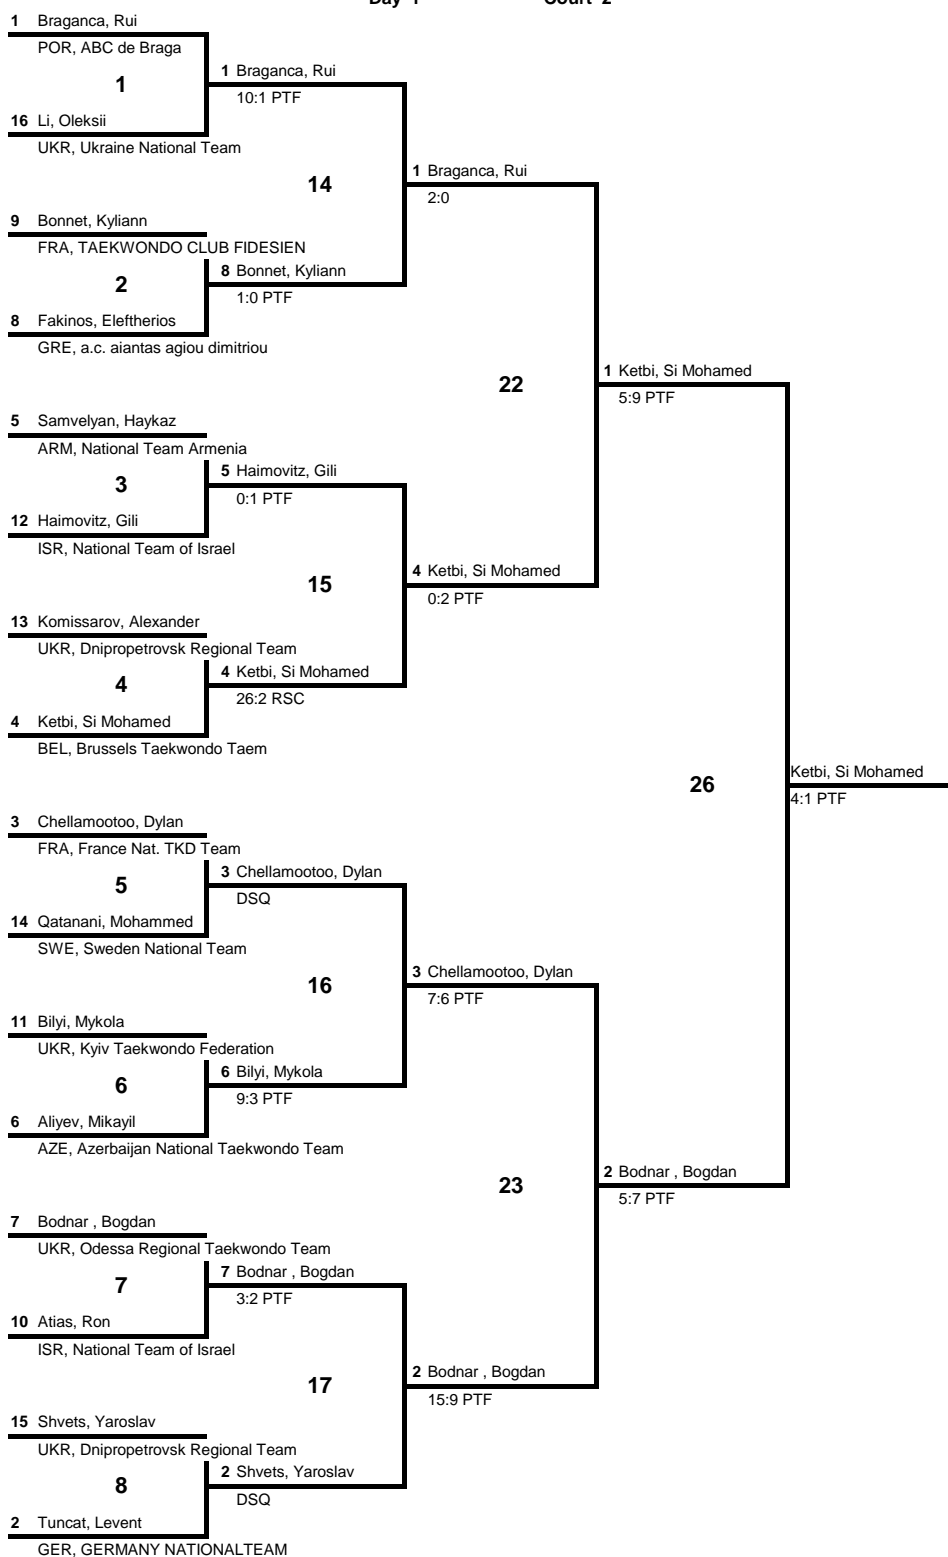 Day 1 Court 2
1 Braganca, Rui
POR, ABC de Braga
1
1 Braganca, Rui
10:1 PTF
16 Li, Oleksii
UKR, Ukraine National Team
14
1 Braganca, Rui
2:0
9 Bonnet, Kyliann
FRA, TAEKWONDO CLUB FIDESIEN
2
8 Bonnet, Kyliann
1:0 PTF
8 Fakinos, Eleftherios
GRE, a.c. aiantas agiou dimitriou
22
1 Ketbi, Si Mohamed
5:9 PTF
5 Samvelyan, Haykaz
ARM, National Team Armenia
3
5 Haimovitz, Gili
0:1 PTF
12 Haimovitz, Gili
ISR, National Team of Israel
15
4 Ketbi, Si Mohamed
0:2 PTF
13 Komissarov, Alexander
UKR, Dnipropetrovsk Regional Team
4
4 Ketbi, Si Mohamed
26:2 RSC
4 Ketbi, Si Mohamed
BEL, Brussels Taekwondo Taem
26
Ketbi, Si Mohamed
4:1 PTF
3 Chellamootoo, Dylan
FRA, France Nat. TKD Team
5
3 Chellamootoo, Dylan
DSQ
14 Qatanani, Mohammed
SWE, Sweden National Team
16
3 Chellamootoo, Dylan
7:6 PTF
11 Bilyi, Mykola
UKR, Kyiv Taekwondo Federation
6
6 Bilyi, Mykola
9:3 PTF
6 Aliyev, Mikayil
AZE, Azerbaijan National Taekwondo Team
23
2 Bodnar , Bogdan
5:7 PTF
7 Bodnar , Bogdan
UKR, Odessa Regional Taekwondo Team
7
7 Bodnar , Bogdan
3:2 PTF
10 Atias, Ron
ISR, National Team of Israel
17
2 Bodnar , Bogdan
15:9 PTF
15 Shvets, Yaroslav
UKR, Dnipropetrovsk Regional Team
8
2 Shvets, Yaroslav
DSQ
2 Tuncat, Levent
GER, GERMANY NATIONALTEAM